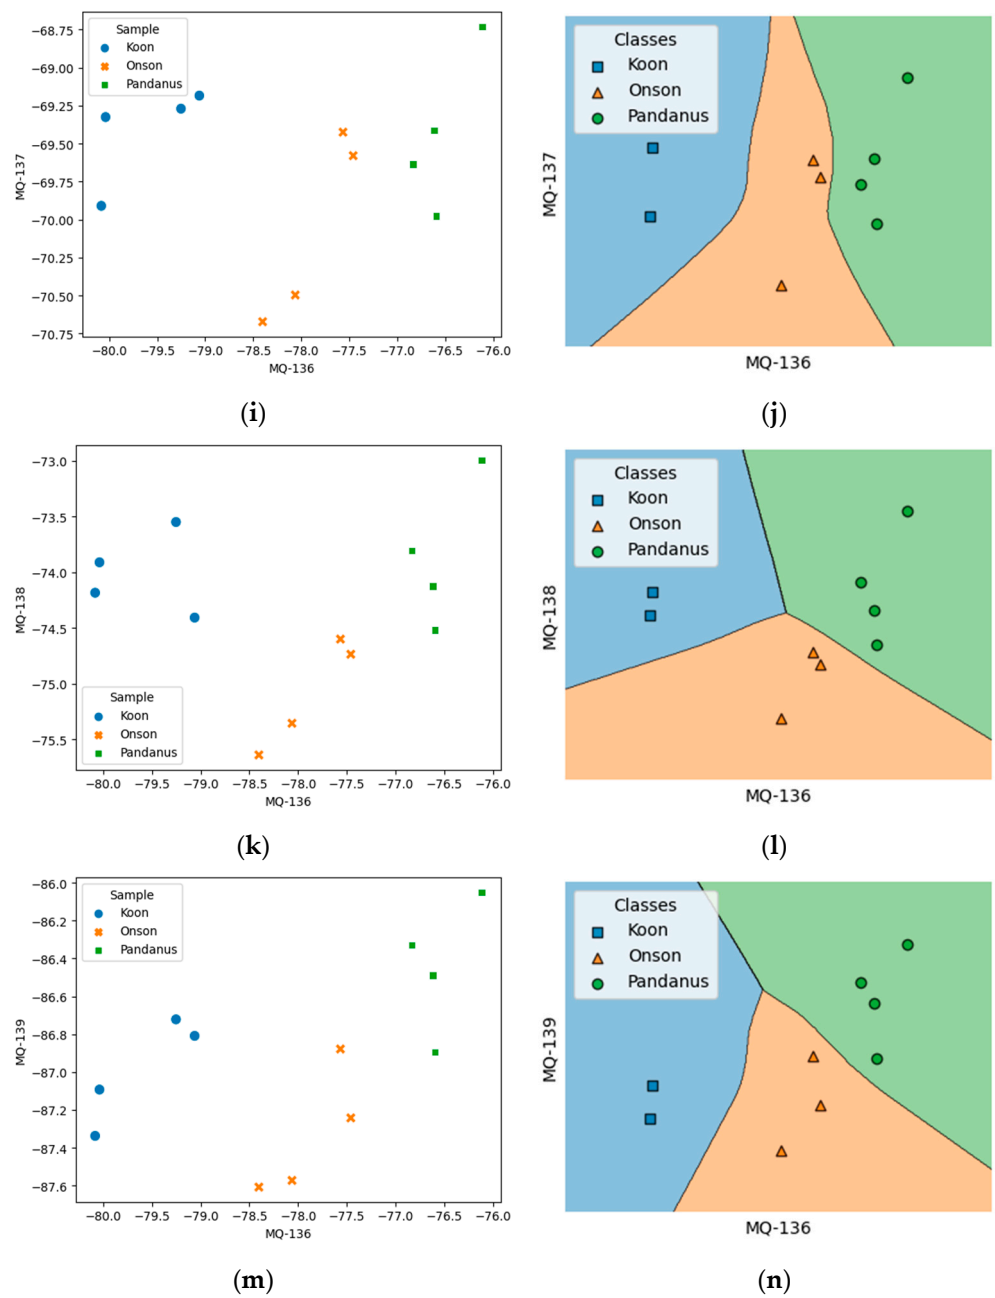 Sample
Koon
Onson
Pandanus
−68.75
−69.00
−69.25
−69.50
−69.75
−70.00
−70.25
−70.50
−70.75
MQ-137
−80.0 −79.5 −79.0 −78.5 −78.0 −77.5 −77.0 −76.5 −76.0
MQ-136
(i)
Classes
Koon
Onson
Pandanus
MQ-137
MQ-136
(j)
−73.0
−73.5
−74.0
−74.5
−75.0
−75.5
MQ-138
Sample
Koon
Onson
Pandanus
−80.0 −79.5 −79.0 −78.5 −78.0 −77.5 −77.0 −76.5 −76.0
MQ-136
(k)
Classes
Koon
Onson
Pandanus
MQ-138
MQ-136
(l)
Sample
Koon
Onson
Pandanus
−86.0
−86.2
−86.4
−86.6
−86.8
−87.0
−87.2
−87.4
−87.6
MQ-139
−80.0 −79.5 −79.0 −78.5 −78.0 −77.5 −77.0 −76.5 −76.0
MQ-136
(m)
Classes
Koon
Onson
Pandanus
MQ-139
MQ-136
(n)